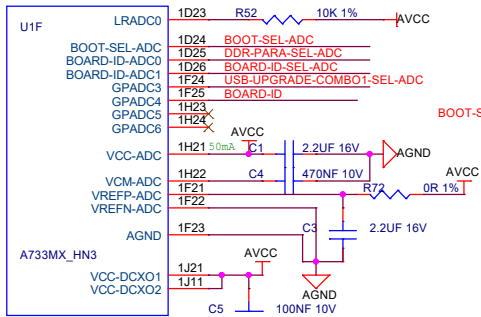 U1F
LRADC0 1D23 R52 10K 1% AVCC
BOOT-SEL-ADC 1D24 BOOT-SEL-ADC
BOARD-ID-ADC0 1D25 DDR-PARA-SEL-ADC
BOARD-ID-ADC1 1D26 BOARD-ID-SEL-ADC
GPADC3 1F24 USB-UPGRADE-COMBO1-SEL-ADC
GPADC4 1F25 BOARD-ID
GPADC5 1H23
BOOT-S
GPADC6 1H24
AVCC
VCC-ADC 1H21 50mA C1 2.2UF 16V AGND
AVCC
VCM-ADC 1H22 C4 470NF 10V
VREFP-ADC 1F21 R72 0R 1%
VREFN-ADC 1F22
AGND 1F23 C3 2.2UF 16V
A733MX_HN3 AVCC
VCC-DCXO1 1J21
VCC-DCXO2 1J11
AGND
C5 100NF 10V